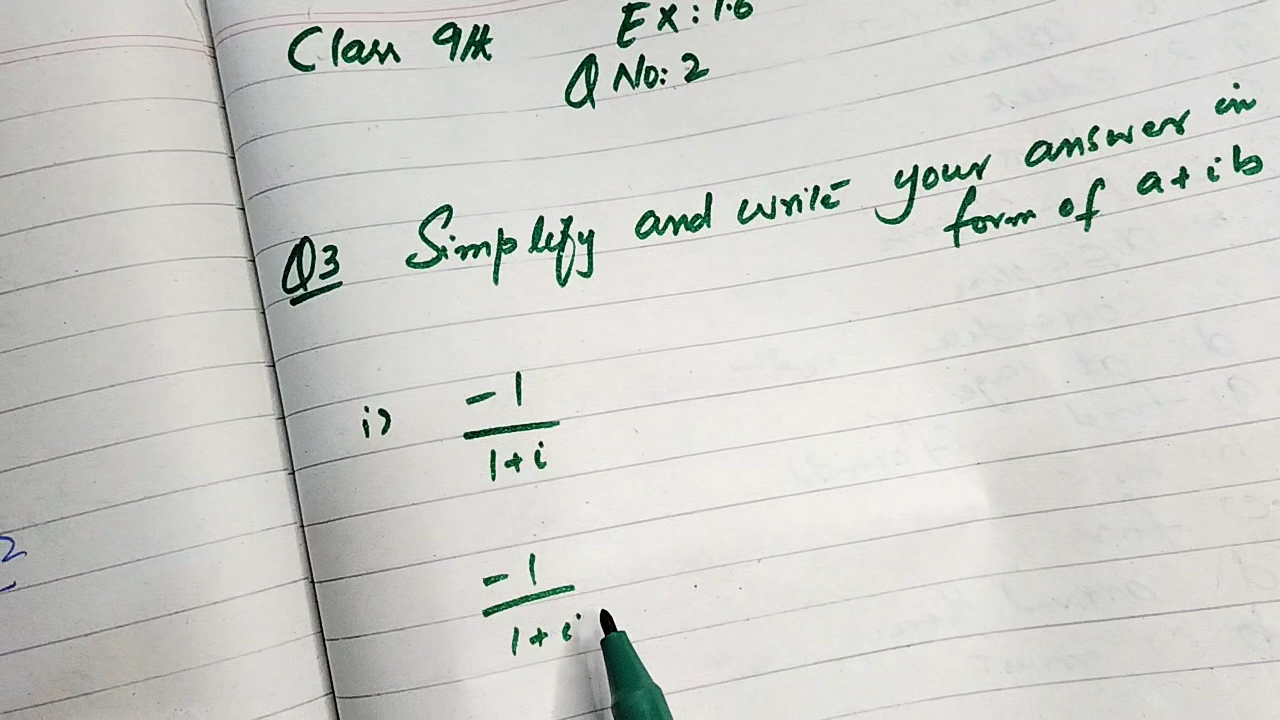 Class 9th Ex: 1.6
Q No: 2
Q3 Simplify and write your answer in
form of a+ib
i) -1
1+i
-1
1+i
2